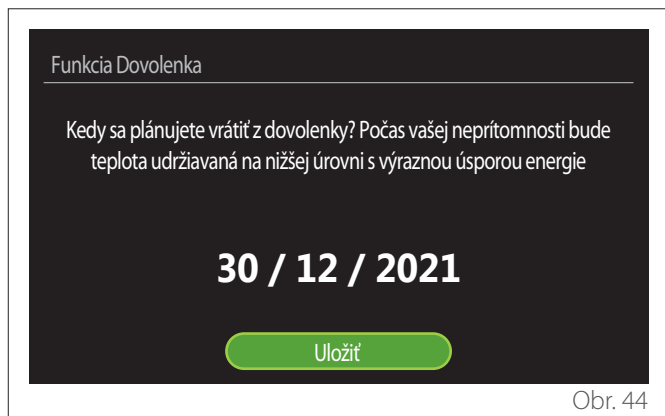 Funkcia Dovolenka
Kedy sa plánujete vrátiť z dovolenky? Počas vašej neprítomnosti bude
teplota udržiavaná na nižšej úrovni s výraznou úsporou energie
30 / 12 / 2021
Uložiť
Obr. 44